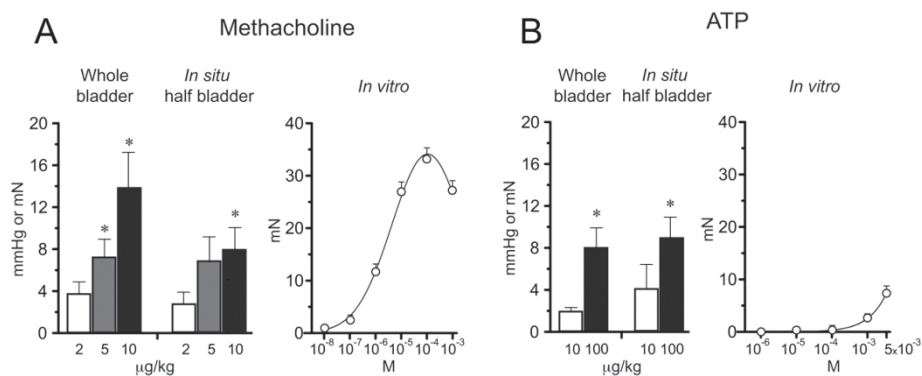 A
Methacholine
Whole
bladder
In situ
half bladder
In vitro
mmHg or mN
20
16
12
8
4
0
*
*
*
2 5 10
2 5 10
µg/kg
mN
40
30
20
10
0
10-8 10-7 10-6 10-5 10-4 10-3
M
B
ATP
Whole
bladder
In situ
half bladder
In vitro
mmHg or mN
20
16
12
8
4
0
*
*
10 100
10 100
µg/kg
mN
40
30
20
10
0
10-6 10-5 10-4 10-3 5x10-3
M